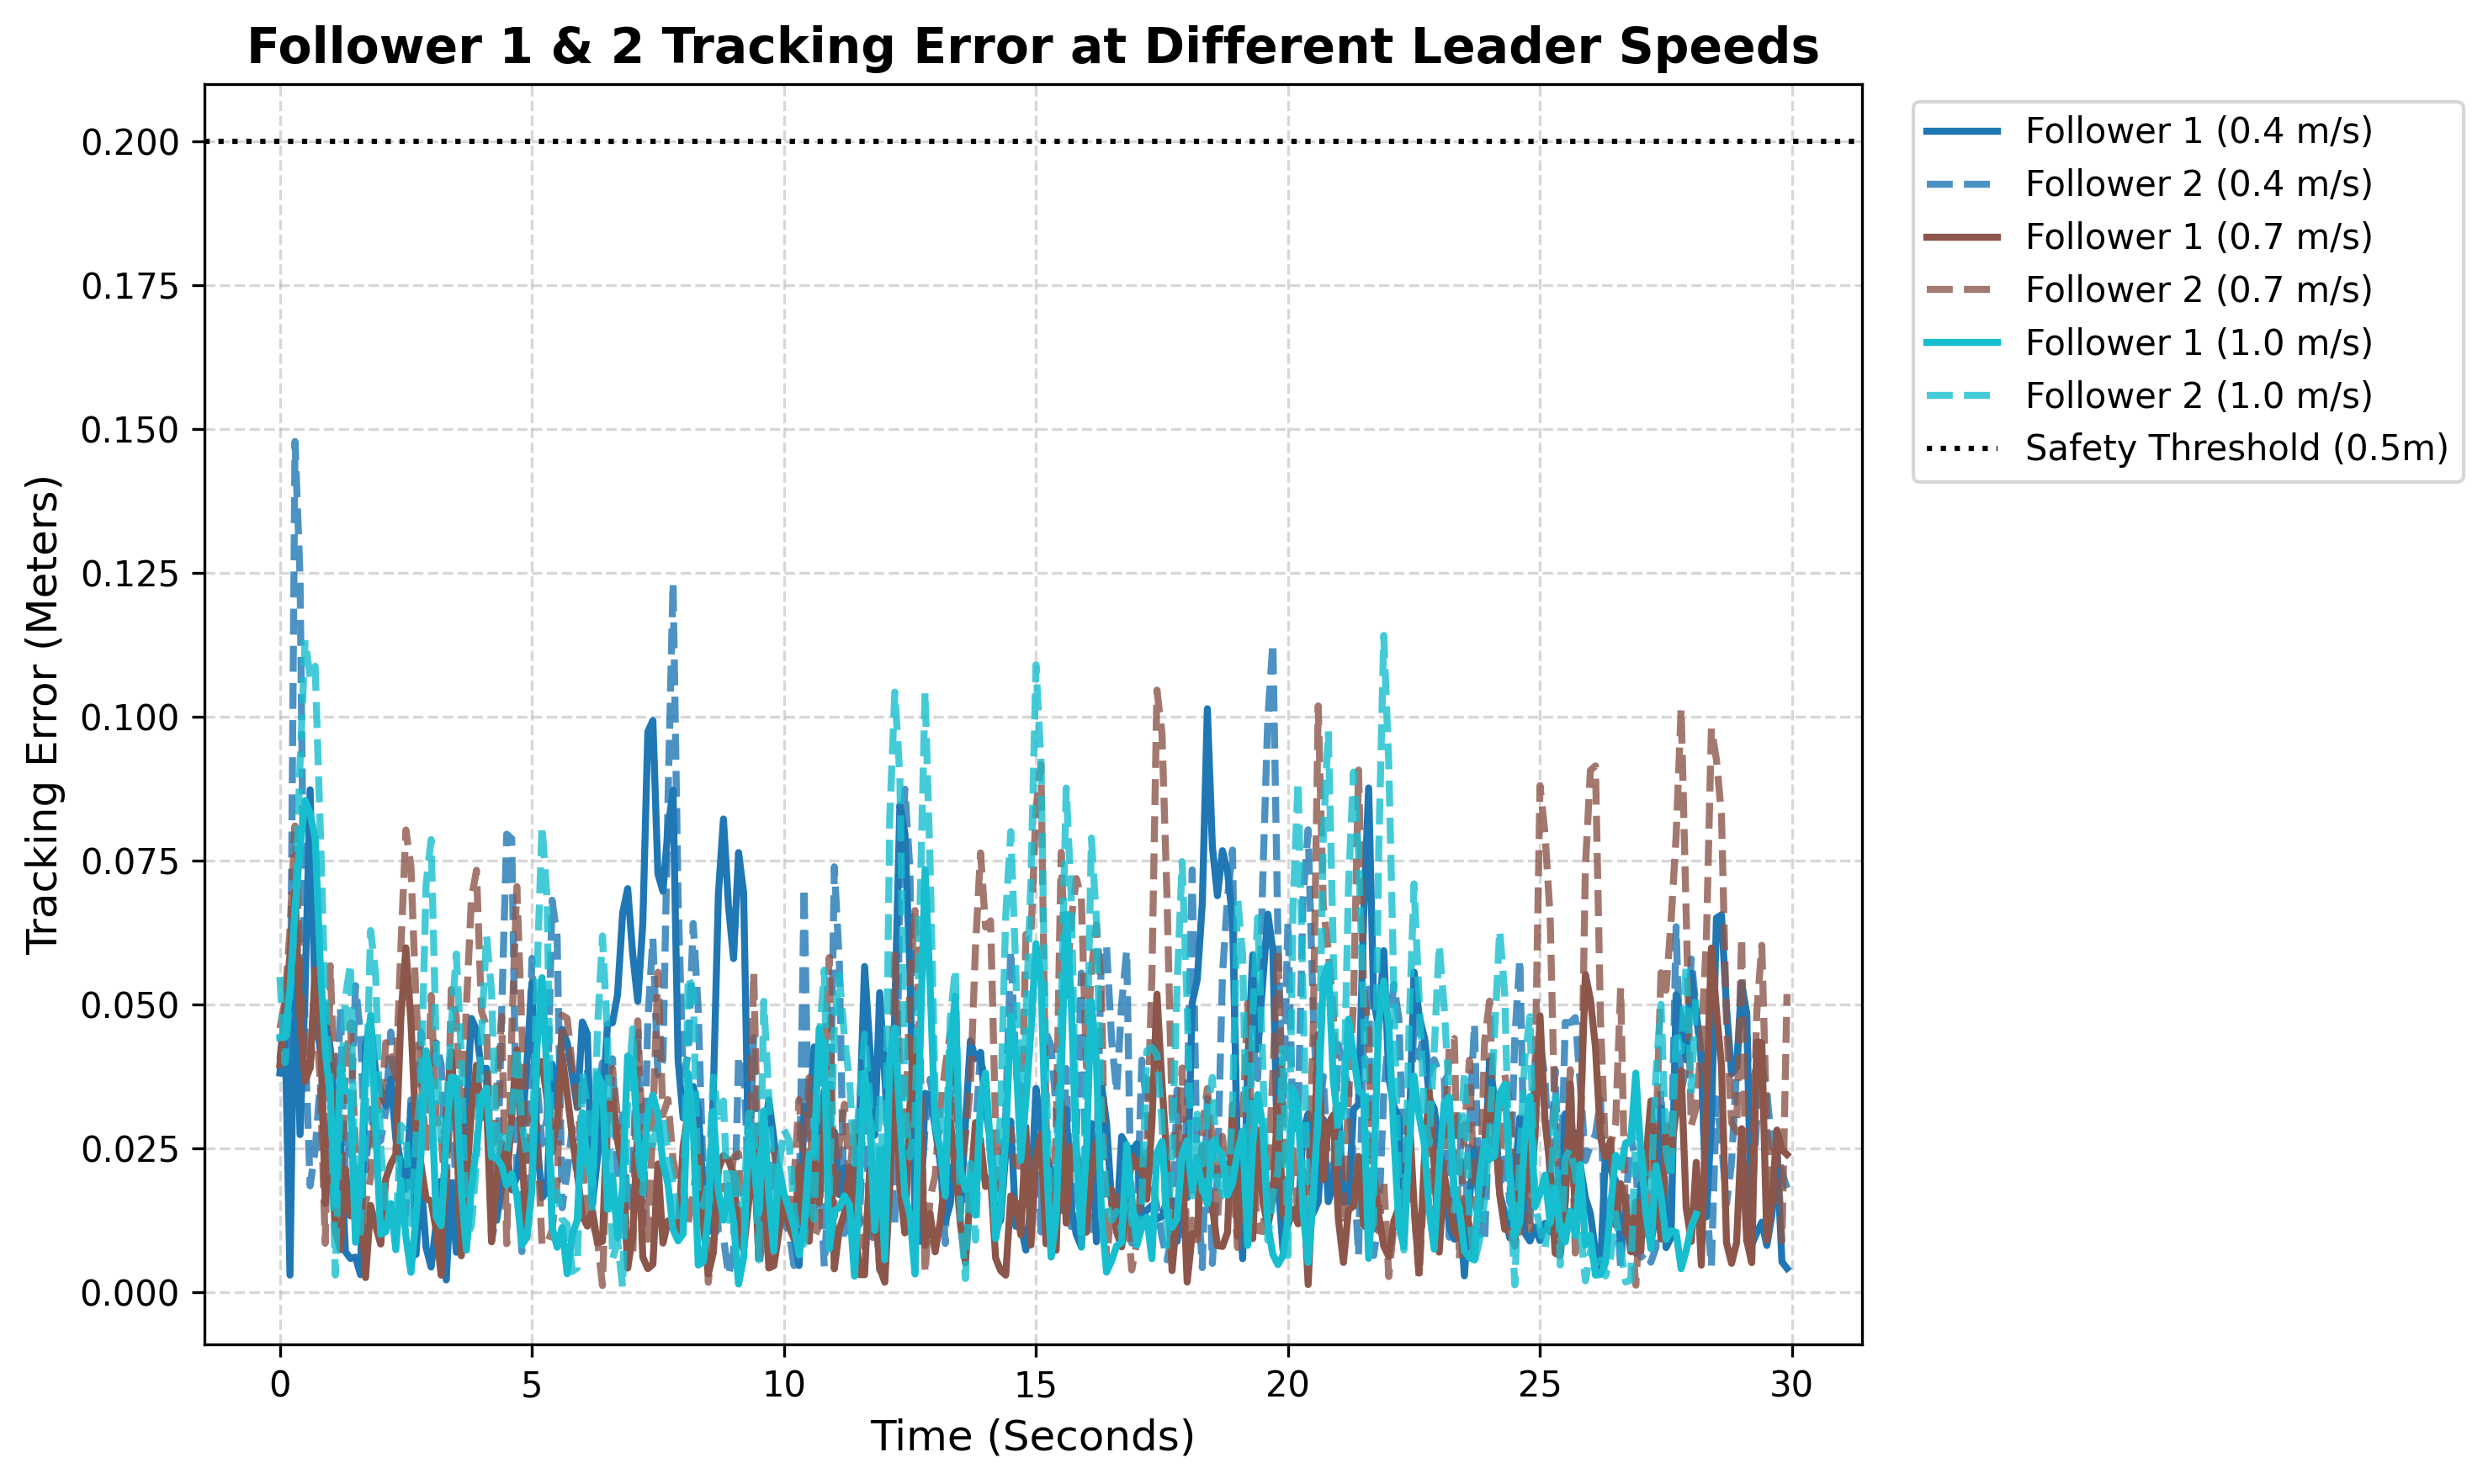 Follower 1 & 2 Tracking Error at Different Leader Speeds
0.200
0.175
0.150
0.125
0.100
0.075
0.050
0.025
0.000
Tracking Error (Meters)
0 5 10 15 20 25 30
Time (Seconds)
Follower 1 (0.4 m/s)
Follower 2 (0.4 m/s)
Follower 1 (0.7 m/s)
Follower 2 (0.7 m/s)
Follower 1 (1.0 m/s)
Follower 2 (1.0 m/s)
Safety Threshold (0.5m)